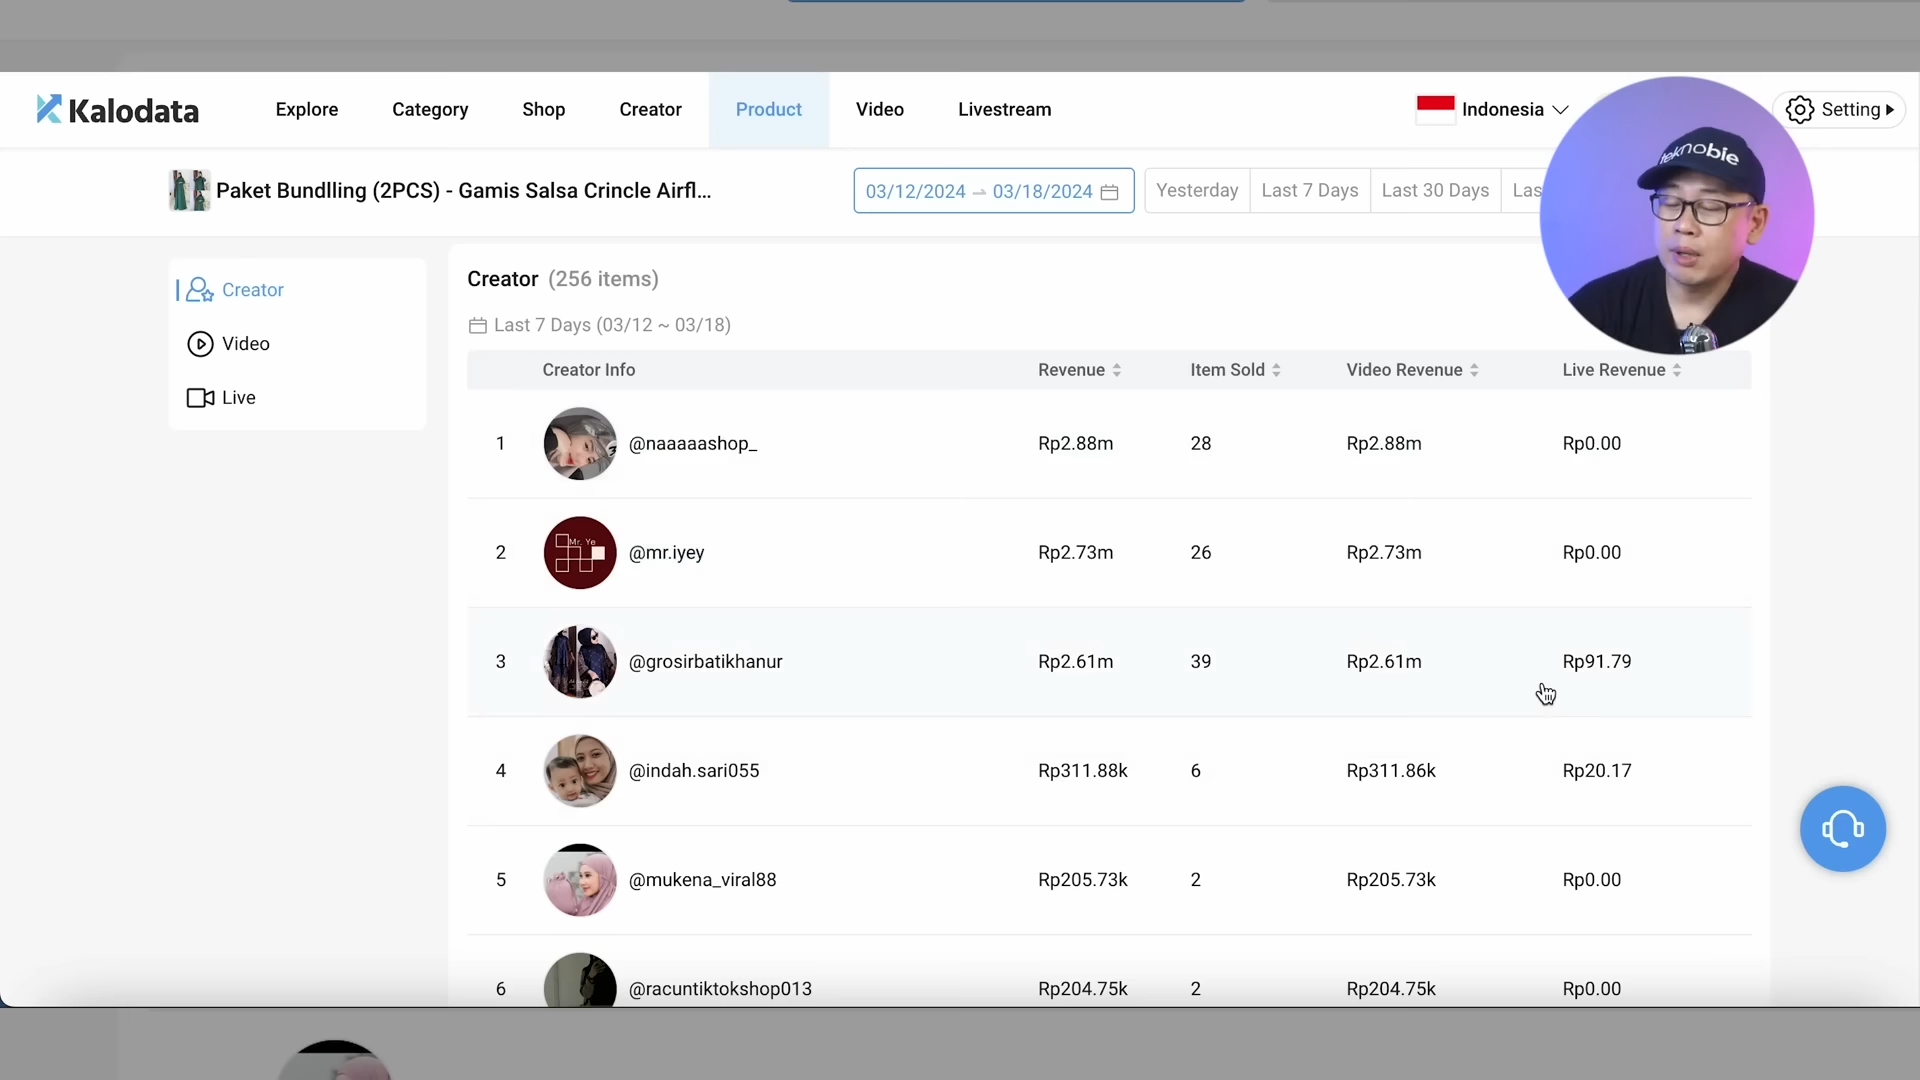 Kalodata
Explore
Category
Shop
Creator
Product
Video
Livestream
Indonesia
Setting
teknobie
Paket Bundlling (2PCS) - Gamis Salsa Crincle Airfl...
03/12/2024 → 03/18/2024
Yesterday
Last 7 Days
Last 30 Days
Las
Creator
Video
Live
Creator (256 items)
Last 7 Days (03/12 ~ 03/18)
Creator Info Revenue Item Sold Video Revenue Live Revenue
1 @naaaaashop_ Rp2.88m 28 Rp2.88m Rp0.00
Mr. Ye
2 @mr.iyey Rp2.73m 26 Rp2.73m Rp0.00
3 @grosirbatikhanur Rp2.61m 39 Rp2.61m Rp91.79
4 @indah.sari055 Rp311.88k 6 Rp311.86k Rp20.17
5 @mukena_viral88 Rp205.73k 2 Rp205.73k Rp0.00
6 @racuntiktokshop013 Rp204.75k 2 Rp204.75k Rp0.00